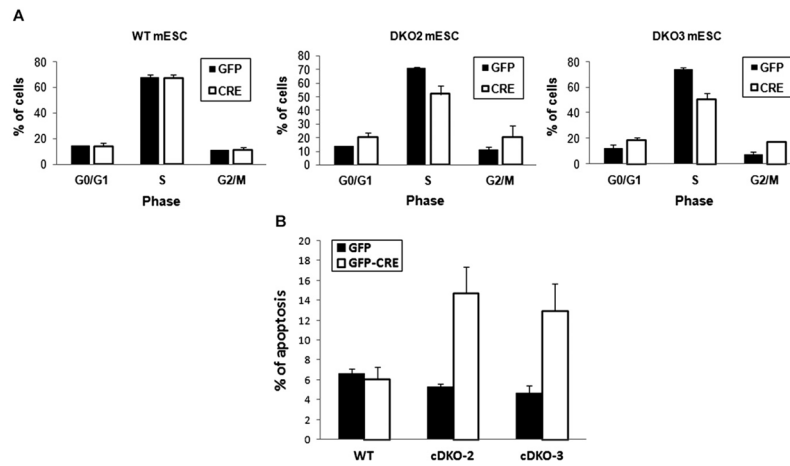 A
WT mESC
DKO2 mESC
DKO3 mESC
% of cells
80
60
40
20
0
GFP
CRE
G0/G1
S
G2/M
Phase
% of cells
80
70
60
50
40
30
20
10
0
GFP
CRE
G0/G1
S
G2/M
Phase
% of cells
80
60
40
20
0
GFP
CRE
G0/G1
S
G2/M
Phase
B
% of apoptosis
20
18
16
14
12
10
8
6
4
2
0
GFP
GFP-CRE
WT
cDKO-2
cDKO-3